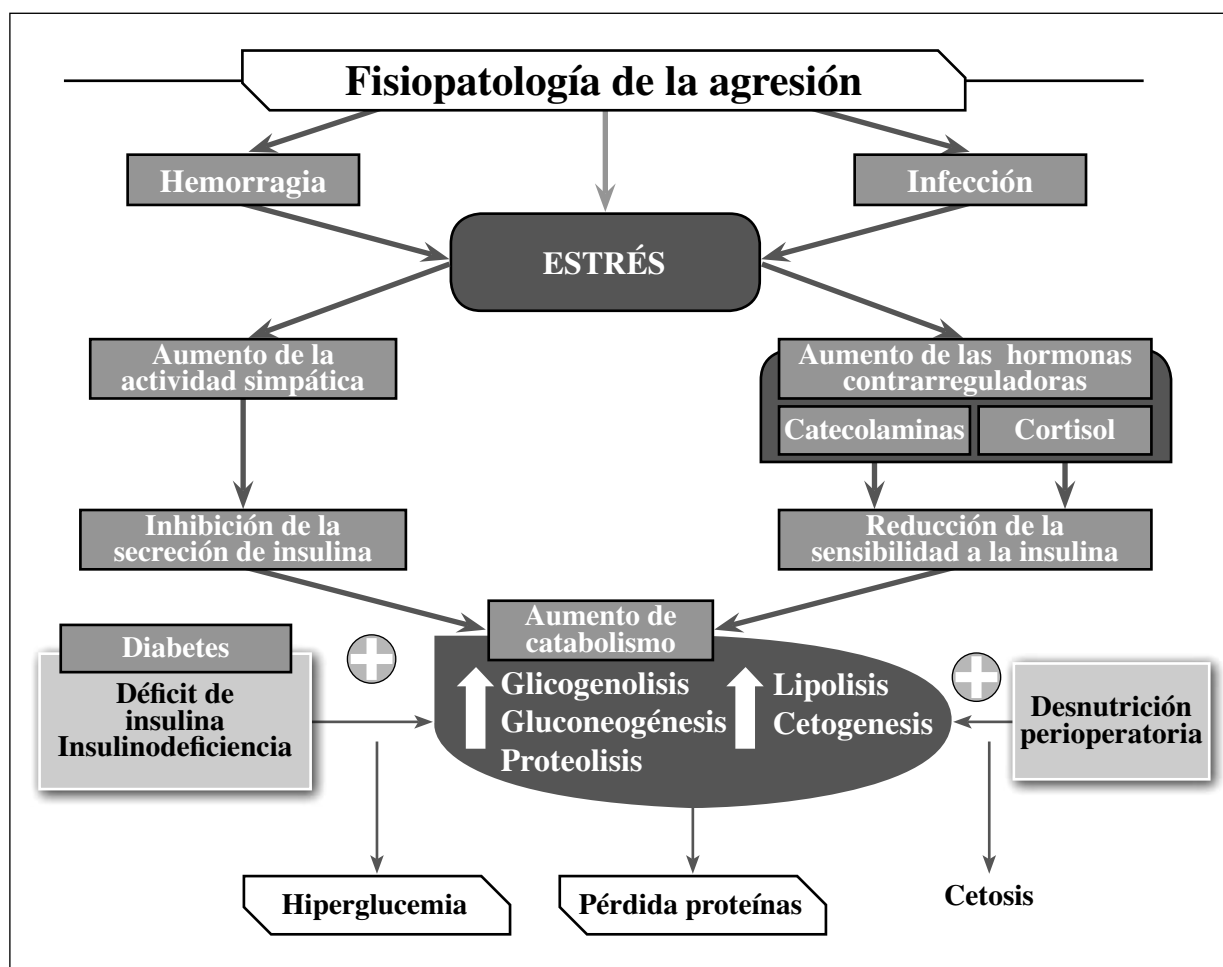 Fisiopatología de la agresión
Hemorragia
Infección
ESTRÉS
Aumento de la
actividad simpática
Aumento de las hormonas
contrarreguladoras
Catecolaminas
Cortisol
Inhibición de la
secreción de insulina
Reducción de la
sensibilidad a la insulina
Aumento de
catabolismo
Diabetes
Déficit de
insulina
Insulinodeficiencia
Glicogenolisis
Gluconeogénesis
Proteolisis
Lipolisis
Cetogenesis
Desnutrición
perioperatoria
Hiperglucemia
Pérdida proteínas
Cetosis